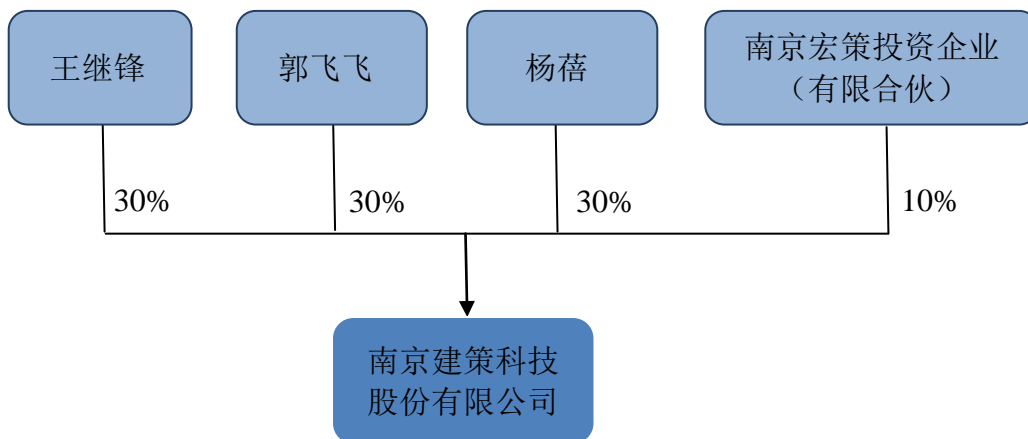 王继锋
郭飞飞
杨蓓
南京宏策投资企业
（有限合伙）
30%
30%
30%
10%
南京建策科技
股份有限公司